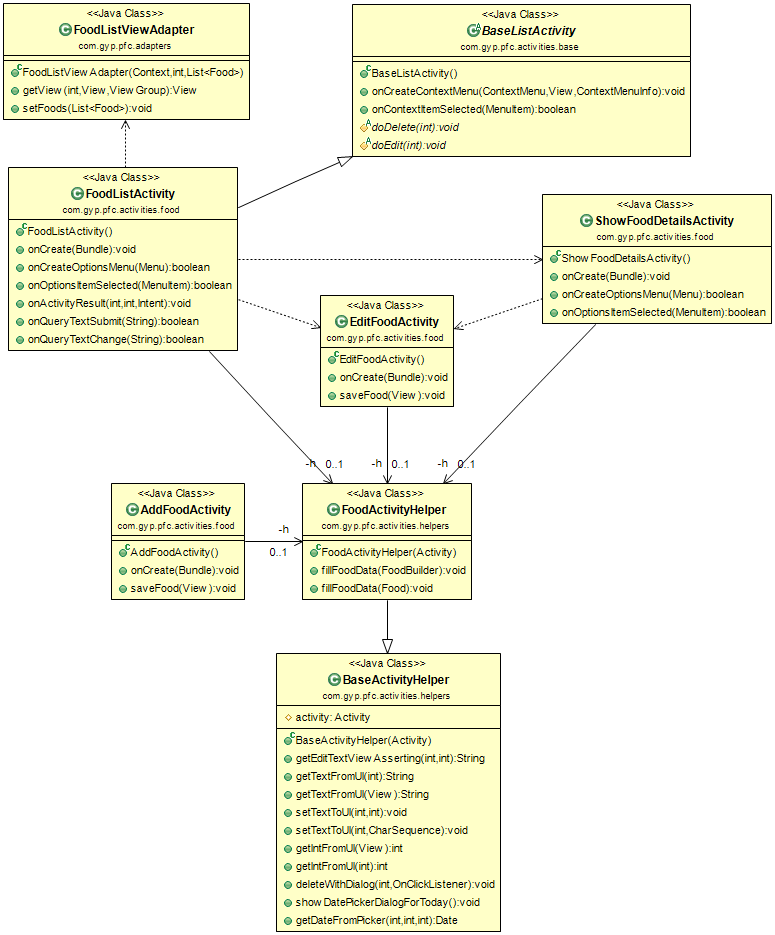 <<Java Class>>
FoodListViewAdapter
com.gyp.pfc.adapters
FoodListViewAdapter(Context,int,List<Food>)
getView(int,View,ViewGroup):View
setFoods(List<Food>):void
<<Java Class>>
BaseListActivity
com.gyp.pfc.activities.base
BaseListActivity()
onCreateContextMenu(ContextMenu,View,ContextMenuInfo):void
onContextItemSelected(MenuItem):boolean
doDelete(int):void
doEdit(int):void
<<Java Class>>
FoodListActivity
com.gyp.pfc.activities.food
FoodListActivity()
onCreate(Bundle):void
onCreateOptionsMenu(Menu):boolean
onOptionsItemSelected(MenuItem):boolean
onActivityResult(int,int,Intent):void
onQueryTextSubmit(String):boolean
onQueryTextChange(String):boolean
<<Java Class>>
ShowFoodDetailsActivity
com.gyp.pfc.activities.food
ShowFoodDetailsActivity()
onCreate(Bundle):void
onCreateOptionsMenu(Menu):boolean
onOptionsItemSelected(MenuItem):boolean
<<Java Class>>
EditFoodActivity
com.gyp.pfc.activities.food
EditFoodActivity()
onCreate(Bundle):void
saveFood(View):void
-h 0..1
-h 0..1
-h 0..1
<<Java Class>>
AddFoodActivity
com.gyp.pfc.activities.food
AddFoodActivity()
onCreate(Bundle):void
saveFood(View):void
-h
0..1
<<Java Class>>
FoodActivityHelper
com.gyp.pfc.activities.helpers
FoodActivityHelper(Activity)
fillFoodData(FoodBuilder):void
fillFoodData(Food):void
<<Java Class>>
BaseActivityHelper
com.gyp.pfc.activities.helpers
activity: Activity
BaseActivityHelper(Activity)
getEditTextViewAsserting(int,int):String
getTextFromUI(int):String
getTextFromUI(View):String
setTextToUI(int,int):void
setTextToUI(int,CharSequence):void
getIntFromUI(View):int
getIntFromUI(int):int
deleteWithDialog(int,OnClickListener):void
showDatePickerDialogForToday():void
getDateFromPicker(int,int,int):Date